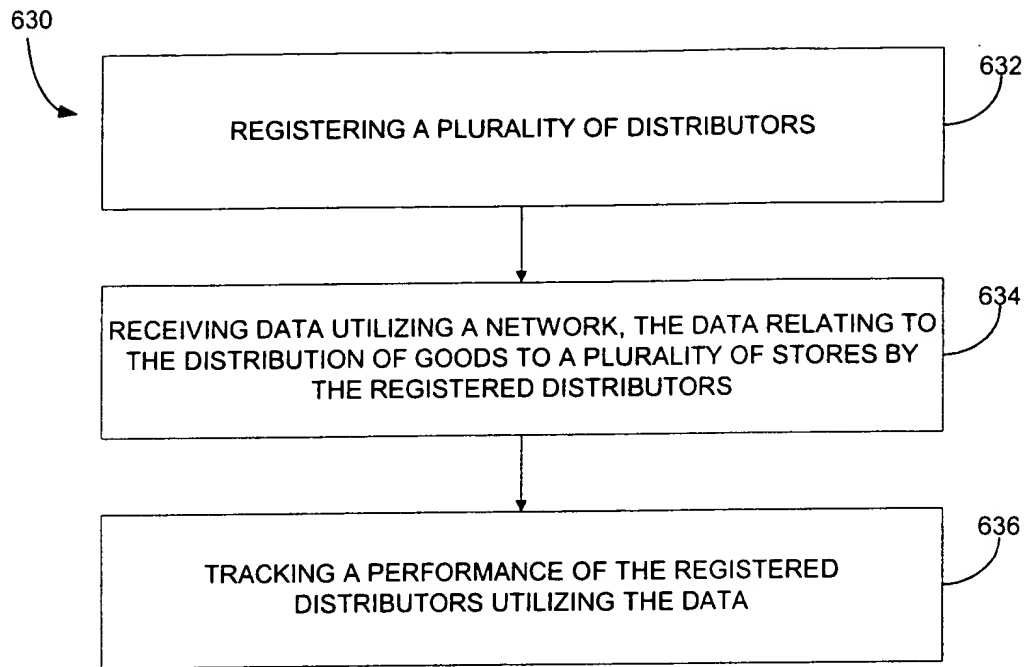 630
632
REGISTERING A PLURALITY OF DISTRIBUTORS
634
RECEIVING DATA UTILIZING A NETWORK, THE DATA RELATING TO
THE DISTRIBUTION OF GOODS TO A PLURALITY OF STORES BY
THE REGISTERED DISTRIBUTORS
636
TRACKING A PERFORMANCE OF THE REGISTERED
DISTRIBUTORS UTILIZING THE DATA